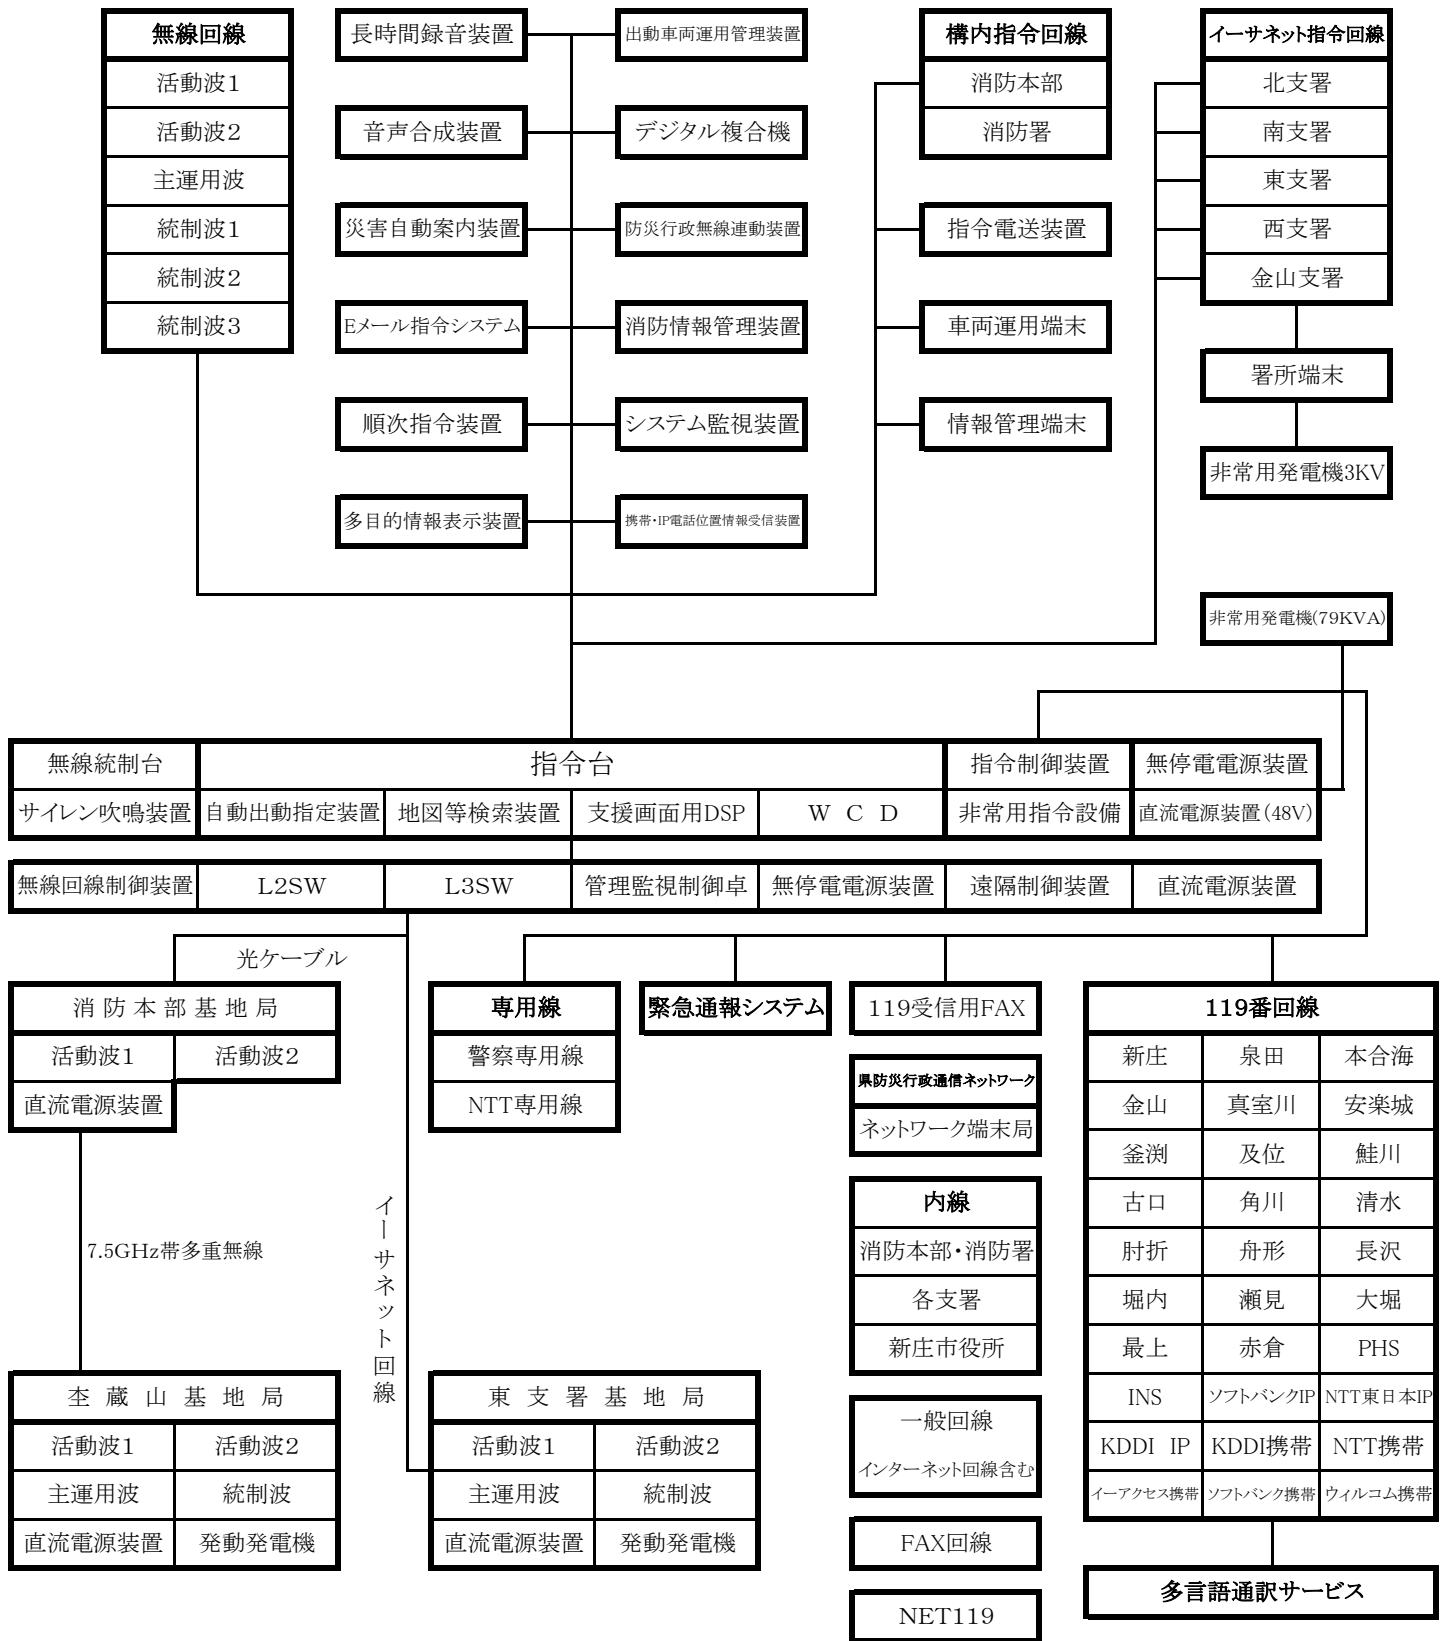 無線回線
活動波1
活動波2
主運用波
統制波1
統制波2
統制波3
長時間録音装置
出動車両運用管理装置
音声合成装置
デジタル複合機
災害自動案内装置
防災行政無線連動装置
Eメール指令システム
消防情報管理装置
順次指令装置
システム監視装置
多目的情報表示装置
携帯・IP電話位置情報受信装置
構内指令回線
消防本部
消防署
指令電送装置
車両運用端末
情報管理端末
イーサネット指令回線
北支署
南支署
東支署
西支署
金山支署
署所端末
非常用発電機3KV
非常用発電機(79KVA)
無線統制台
指令台
指令制御装置
無停電電源装置
サイレン吹鳴装置
自動出動指定装置
地図等検索装置
支援画面用DSP
W C D
非常用指令設備
直流電源装置(48V)
無線回線制御装置
L2SW
L3SW
管理監視制御卓
無停電電源装置
遠隔制御装置
直流電源装置
光ケーブル
消防本部基地局
活動波1
活動波2
直流電源装置
7.5GHz帯多重無線
イーサネット回線
杢蔵山基地局
活動波1
活動波2
主運用波
統制波
直流電源装置
発動発電機
専用線
警察専用線
NTT専用線
東支署基地局
活動波1
活動波2
主運用波
統制波
直流電源装置
発動発電機
緊急通報システム
119受信用FAX
県防災行政通信ネットワーク
ネットワーク端末局
内線
消防本部・消防署
各支署
新庄市役所
一般回線
インターネット回線含む
FAX回線
NET119
119番回線
新庄
泉田
本合海
金山
真室川
安楽城
釜渕
及位
鮭川
古口
角川
清水
肘折
舟形
長沢
堀内
瀬見
大堀
最上
赤倉
PHS
INS
ソフトバンクIP
NTT東日本IP
KDDI IP
KDDI携帯
NTT携帯
イーアクセス携帯
ソフトバンク携帯
ウィルコム携帯
多言語通訳サービス